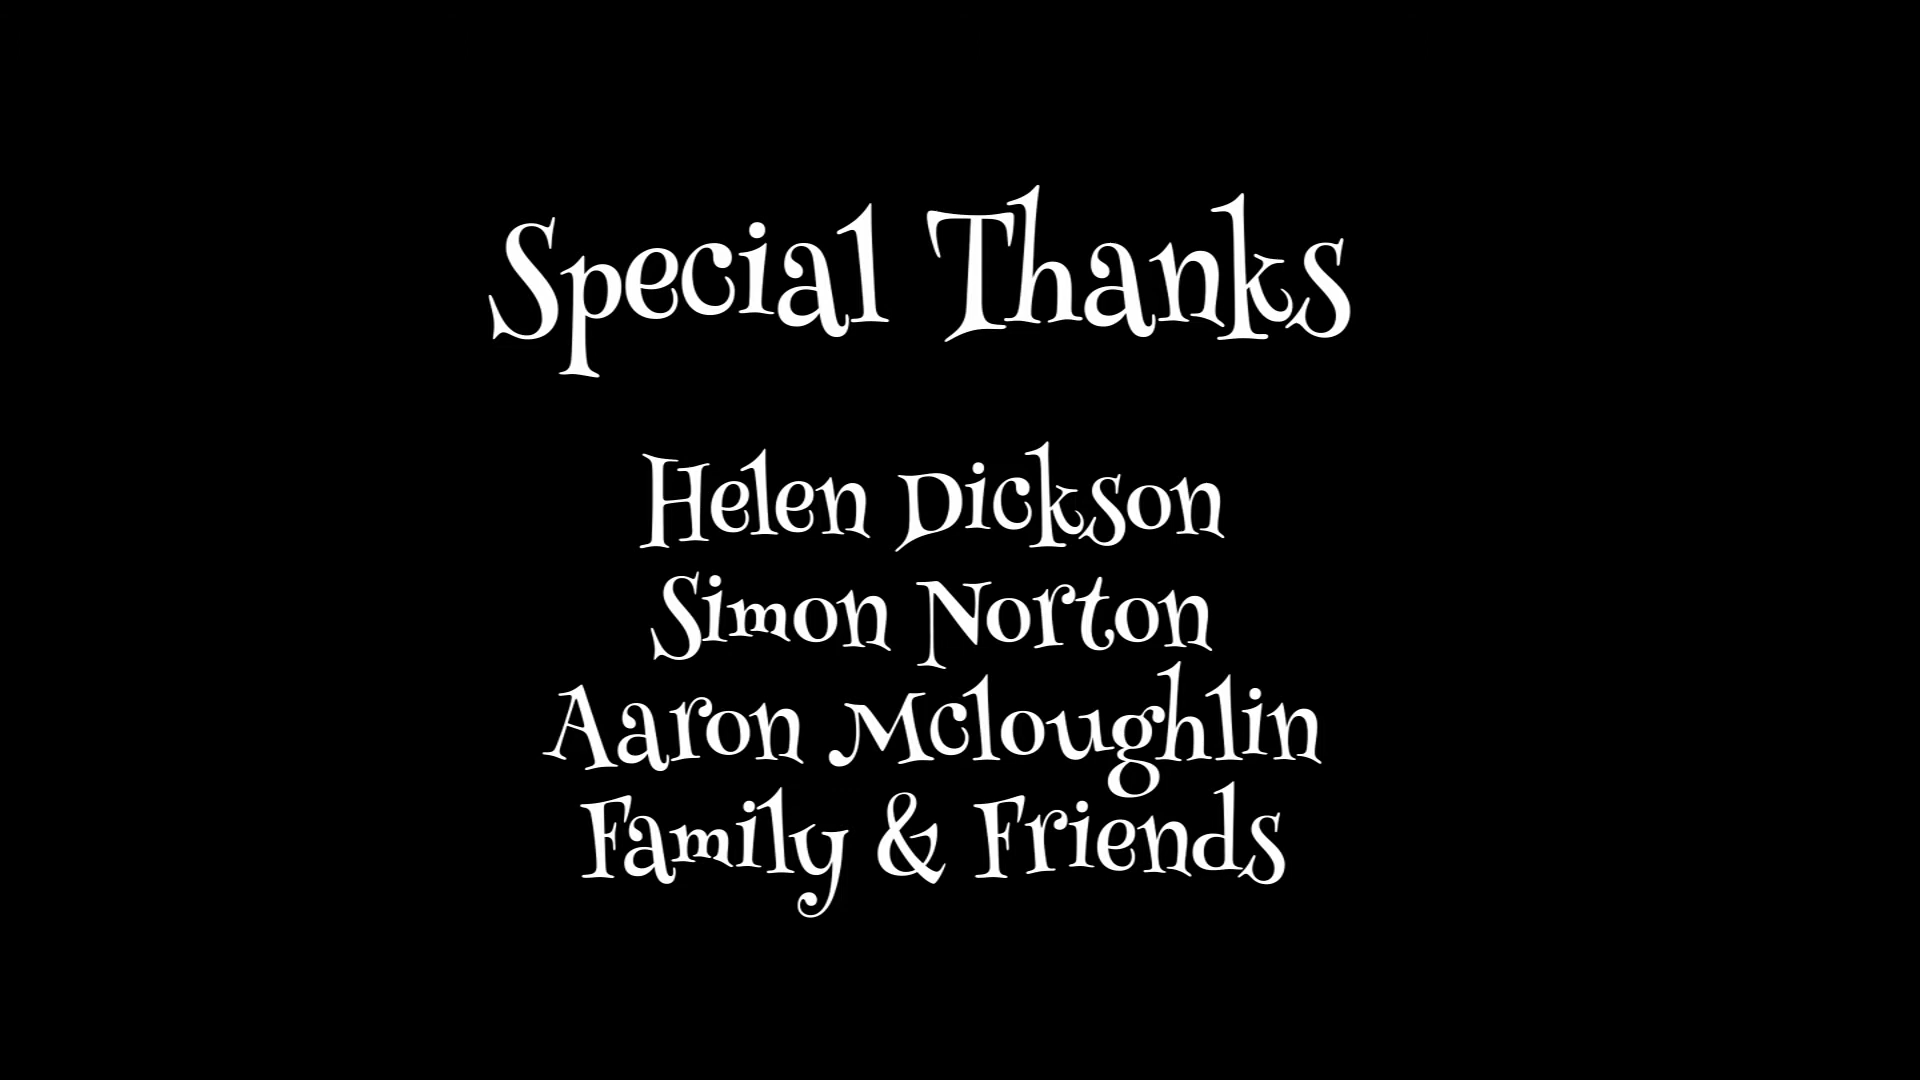 Special Thanks
Helen Dickson
Simon Norton
Aaron Mcloughlin
Family & Friends